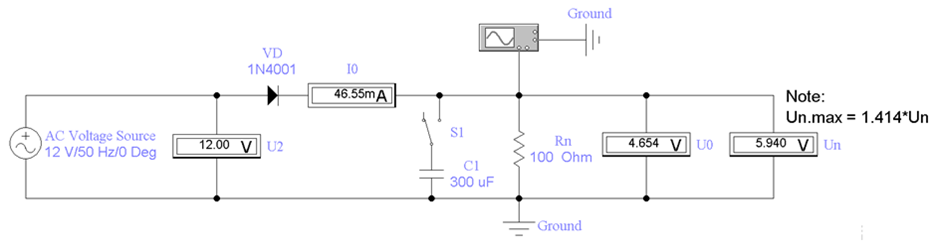 Ground
VD
1N4001
I0
46.55m A
Note:
Un.max = 1.414*Un
AC Voltage Source
12 V/50 Hz/0 Deg
12.00 V
U2
S1
C1
300 uF
Rn
100 Ohm
4.654 V
U0
5.940 V
Un
Ground